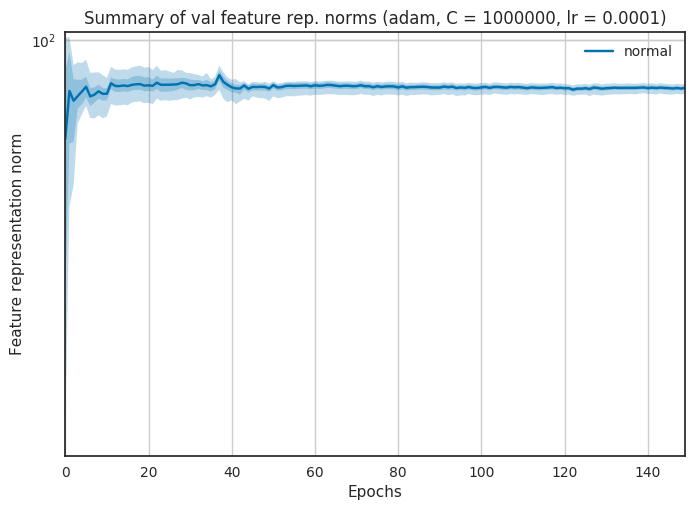 Summary of val feature rep. norms (adam, C = 1000000, lr = 0.0001)
10²
normal
Feature representation norm
0 20 40 60 80 100 120 140
Epochs